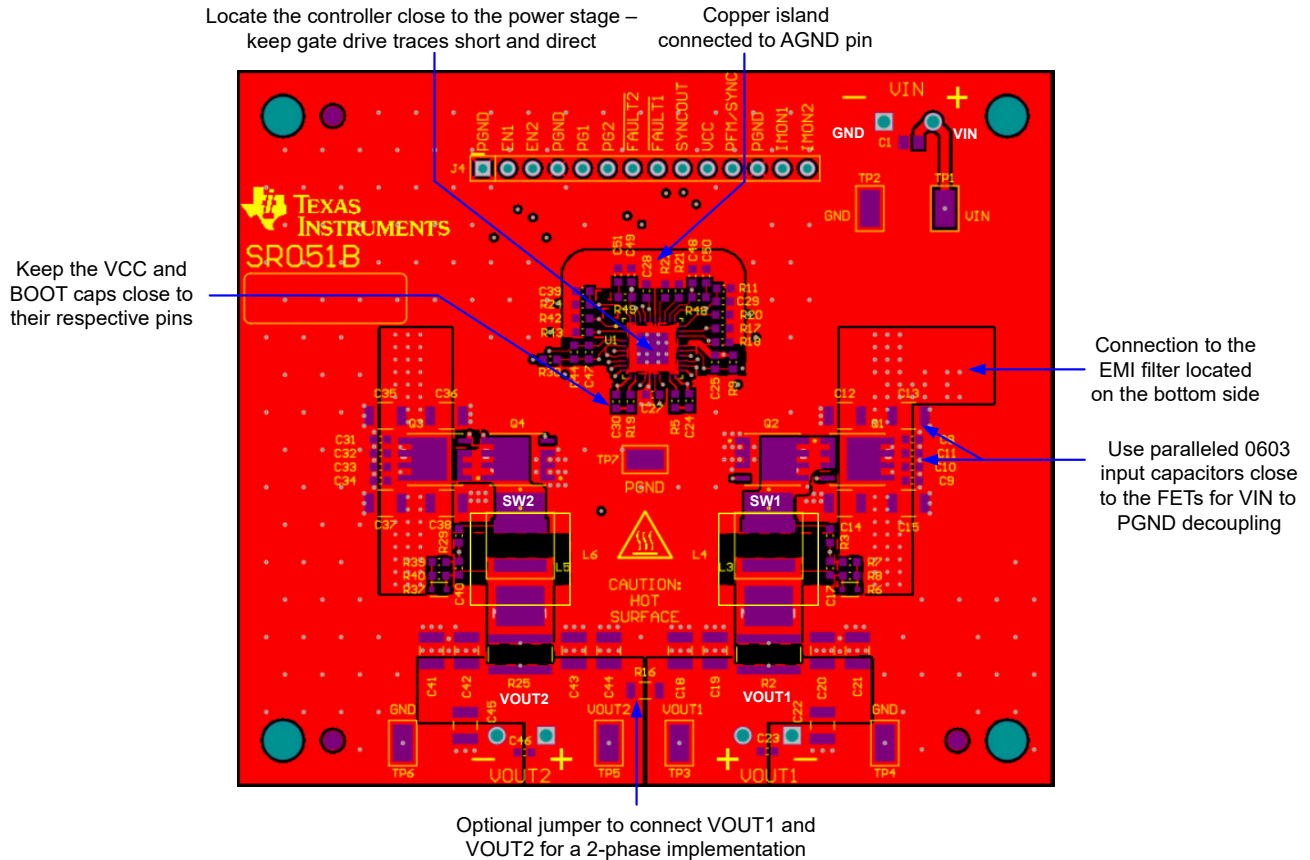 Locate the controller close to the power stage –
keep gate drive traces short and direct
Copper island
connected to AGND pin
Keep the VCC and
BOOT caps close to
their respective pins
Connection to the
EMI filter located
on the bottom side
Use paralleled 0603
input capacitors close
to the FETs for VIN to
PGND decoupling
Optional jumper to connect VOUT1 and
VOUT2 for a 2-phase implementation
J4
PGND
EN1
EN2
PGND
PG1
PG2
FAULT2
FAULT1
SYNCOUT
VCC
PFM/SYNC
PGND
IMON1
IMON2
– VIN +
GND
VIN
C1
TP2
TP1
GND
VIN
TEXAS
INSTRUMENTS
SR051B
C51
C49
C28
R21
C48
C50
C39
R24
R42
R43
R49
R48
R11
C29
R20
R17
R18
U1
C47
C25
R9
C30
R19
C27
R5
C24
TP7
PGND
C35
C36
Q3
Q4
C31
C32
C33
C34
C37
C38
SW2
R29
R39
R40
R37
C40
L6
L5
C12
C13
Q2
Q1
C11
C10
C9
C14
C15
SW1
R3
R7
R8
R6
C17
L4
L3
CAUTION:
HOT
SURFACE
C41
C42
R25
C43
C44
R16
C18
C19
R2
C20
C21
VOUT2
VOUT1
GND
C45
VOUT2
VOUT1
C22
GND
C46
C23
TP6
– VOUT2 +
TP5
TP3
+ VOUT1 –
TP4